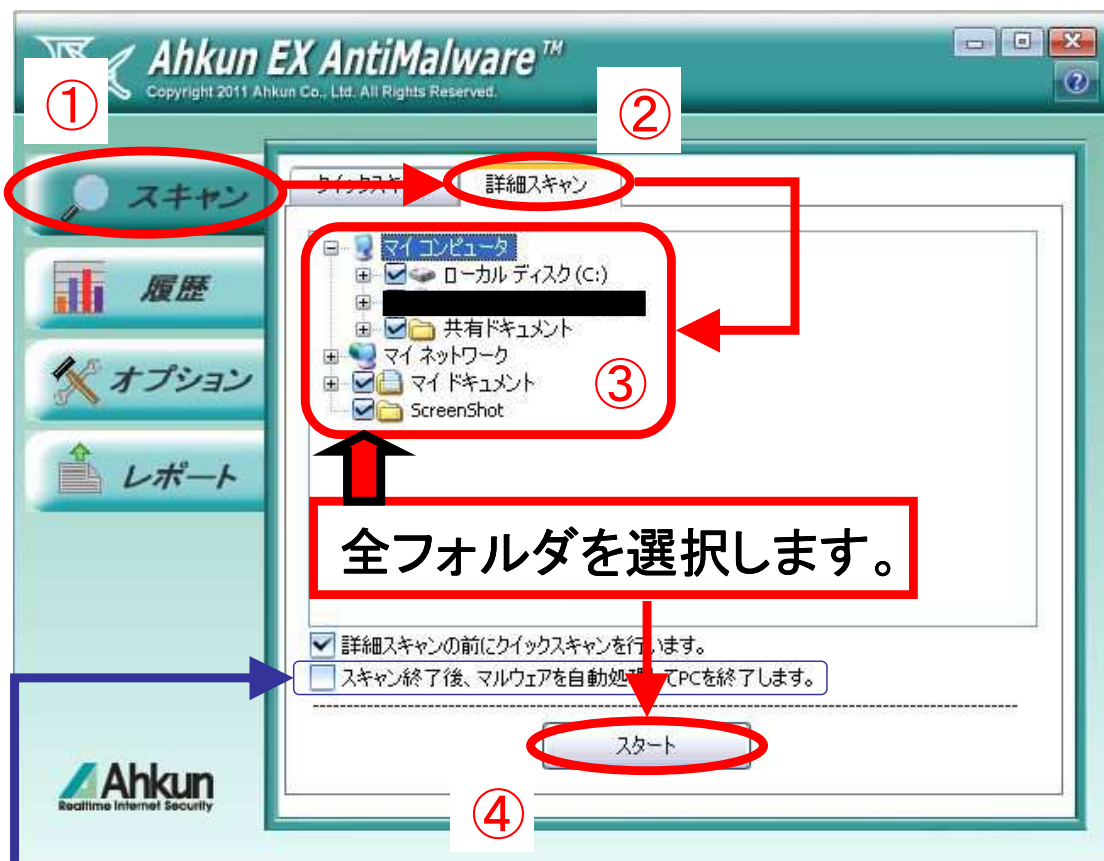 Ahkun EX AntiMalware™
Copyright 2011 Ahkun Co., Ltd. All Rights Reserved.
①
②
スキャン
詳細スキャン
履歴
オプション
レポート
マイ コンピュータ
ローカル ディスク(C:)
共有ドキュメント
マイ ネットワーク
マイ ドキュメント
ScreenShot
③
全フォルダを選択します。
詳細スキャンの前にクイックスキャンを行います。
スキャン終了後、マルウェアを自動処理してPCを終了します。
スタート
④
Ahkun
Realtime Internet Security